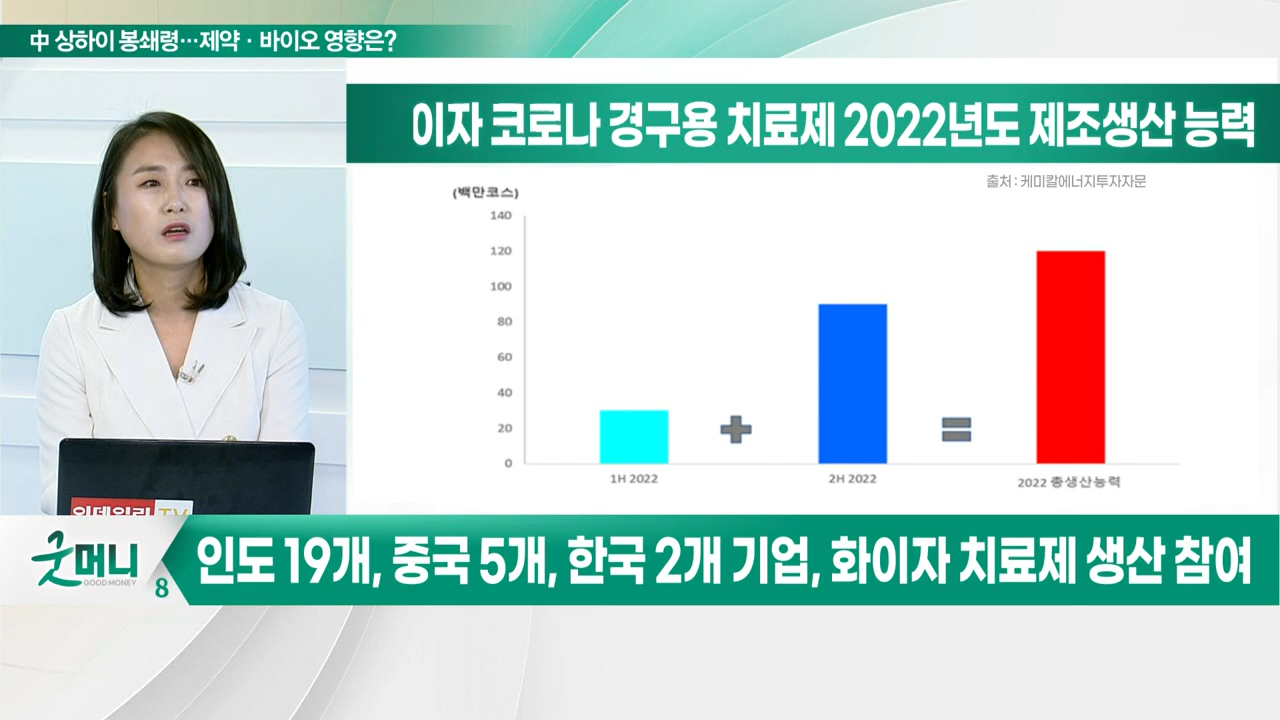 中 상하이 봉쇄령…제약·바이오 영향은?
이자 코로나 경구용 치료제 2022년도 제조생산 능력
출처 : 케미칼에너지투자자문
(백만코스)
140
120
100
80
60
40
20
0
1H 2022
2H 2022
2022 총생산능력
이데일리 TV
굿머니
GOOD MONEY
8
인도 19개, 중국 5개, 한국 2개 기업, 화이자 치료제 생산 참여